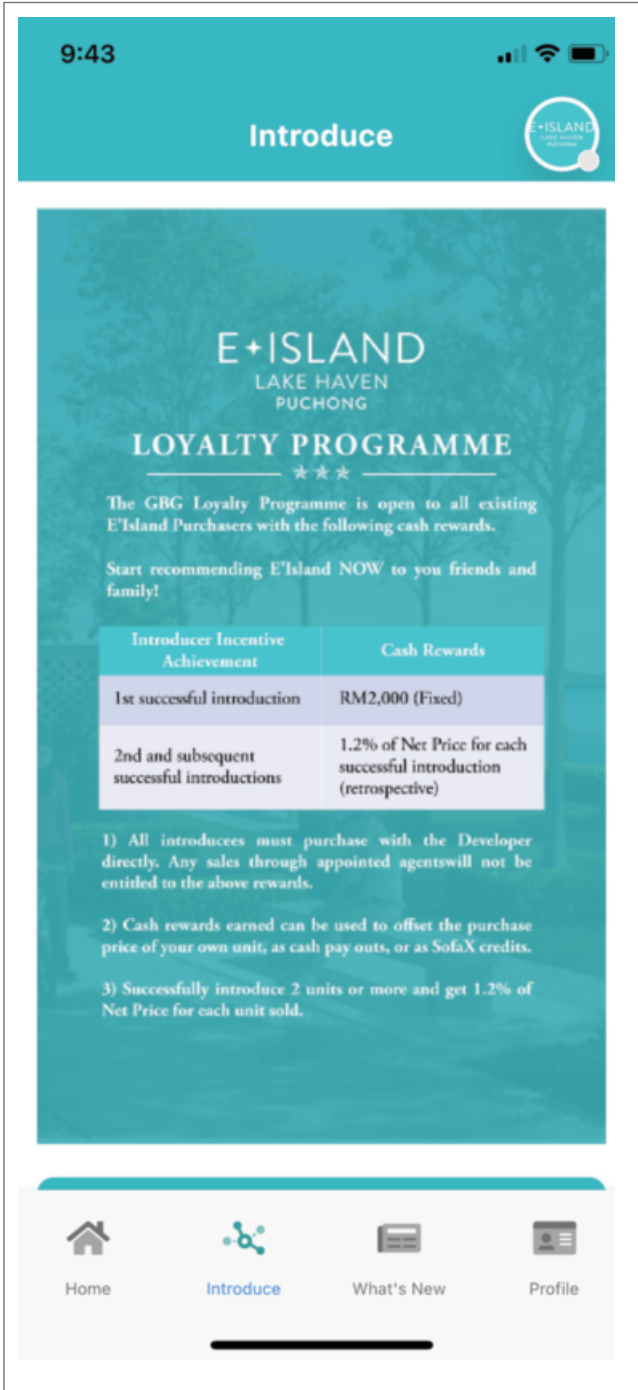 9:43
Introduce
E+ISLAND
LAKE HAVEN
PUCHONG
E+ISLAND
LAKE HAVEN
PUCHONG
LOYALTY PROGRAMME
The GBG Loyalty Programme is open to all existing
E'Island Purchasers with the following cash rewards.
Start recommending E'Island NOW to you friends and
family!
Introducer Incentive
Achievement
Cash Rewards
1st successful introduction
RM2,000 (Fixed)
2nd and subsequent
successful introductions
1.2% of Net Price for each
successful introduction
(retrospective)
1) All introducees must purchase with the Developer
directly. Any sales through appointed agentswill not be
entitled to the above rewards.
2) Cash rewards earned can be used to offset the purchase
price of your own unit, as cash pay outs, or as SofaX credits.
3) Successfully introduce 2 units or more and get 1.2% of
Net Price for each unit sold.
Home
Introduce
What's New
Profile